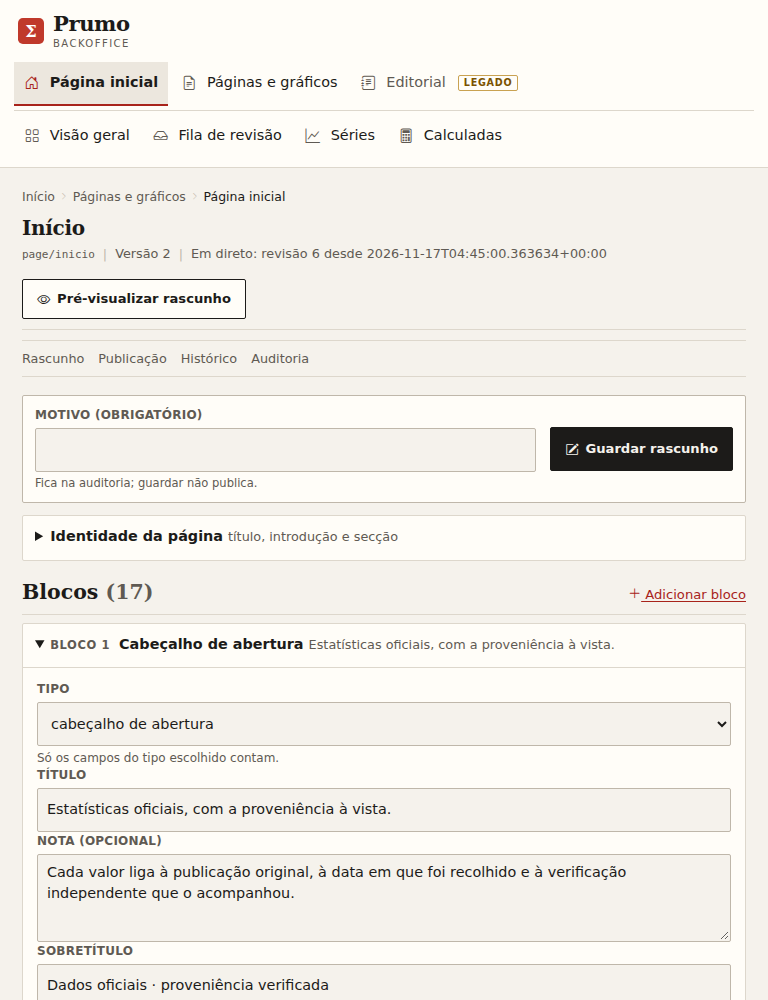 Σ Prumo
BACKOFFICE
Página inicial Páginas e gráficos Editorial LEGADO
Visão geral Fila de revisão Séries Calculadas
Início › Páginas e gráficos › Página inicial
Início
page/inicio | Versão 2 | Em direto: revisão 6 desde 2026-11-17T04:45:00.363634+00:00
Pré-visualizar rascunho
Rascunho Publicação Histórico Auditoria
MOTIVO (OBRIGATÓRIO)
Guardar rascunho
Fica na auditoria; guardar não publica.
Identidade da página título, introdução e secção
Blocos (17)
+ Adicionar bloco
BLOCO 1 Cabeçalho de abertura Estatísticas oficiais, com a proveniência à vista.
TIPO
cabeçalho de abertura
Só os campos do tipo escolhido contam.
TÍTULO
Estatísticas oficiais, com a proveniência à vista.
NOTA (OPCIONAL)
Cada valor liga à publicação original, à data em que foi recolhido e à verificação
independente que o acompanhou.
SOBRETÍTULO
Dados oficiais · proveniência verificada